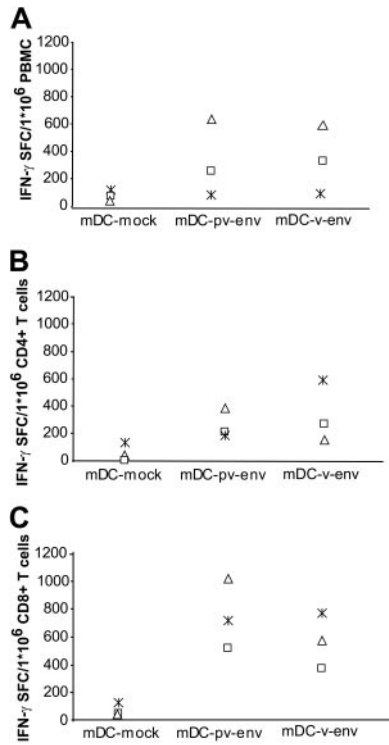 A
IFN-γ SFC/1*10⁶ PBMC
1200
1000
800
600
400
200
0
mDC-mock mDC-pv-env mDC-v-env
B
IFN-γ SFC/1*10⁶ CD4+ T cells
1200
1000
800
600
400
200
0
mDC-mock mDC-pv-env mDC-v-env
C
IFN-γ SFC/1*10⁶ CD8+ T cells
1200
1000
800
600
400
200
0
mDC-mock mDC-pv-env mDC-v-env